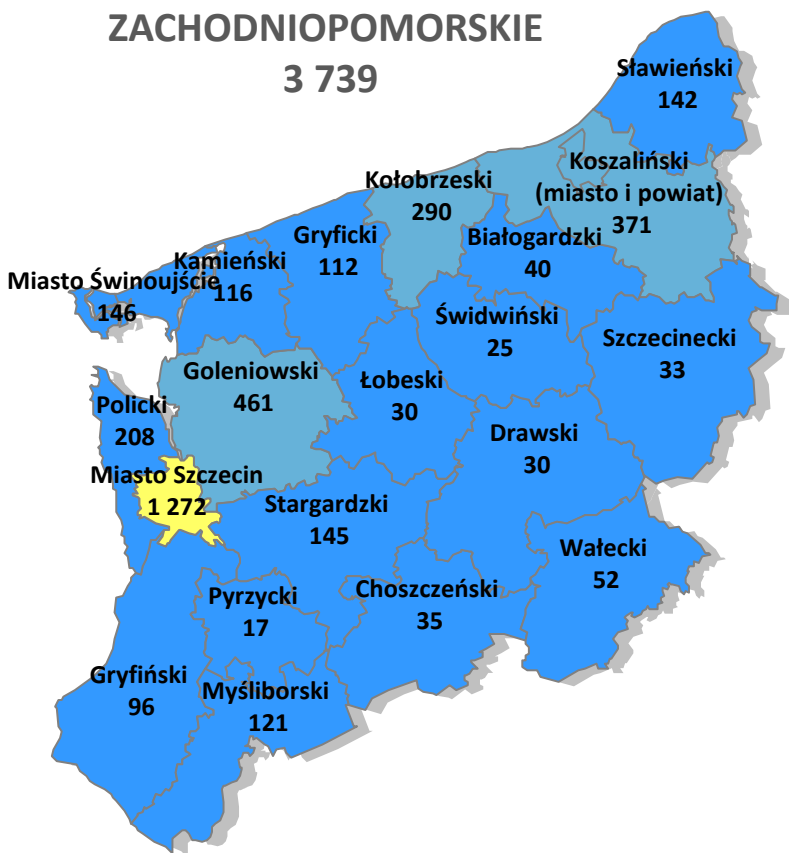 ZACHODNIOPOMORSKIE
3 739
Sławieński
142
Koszaliński
(miasto i powiat)
371
Kołobrzeski
290
Białogardzki
40
Gryficki
112
Kamieński
116
Miasto Świnoujście
146
Świdwiński
25
Szczecinecki
33
Goleniowski
461
Łobeski
30
Policki
208
Drawski
30
Miasto Szczecin
1 272
Stargardzki
145
Wałecki
52
Choszczeński
35
Pyrzycki
17
Gryfiński
96
Myśliborski
121